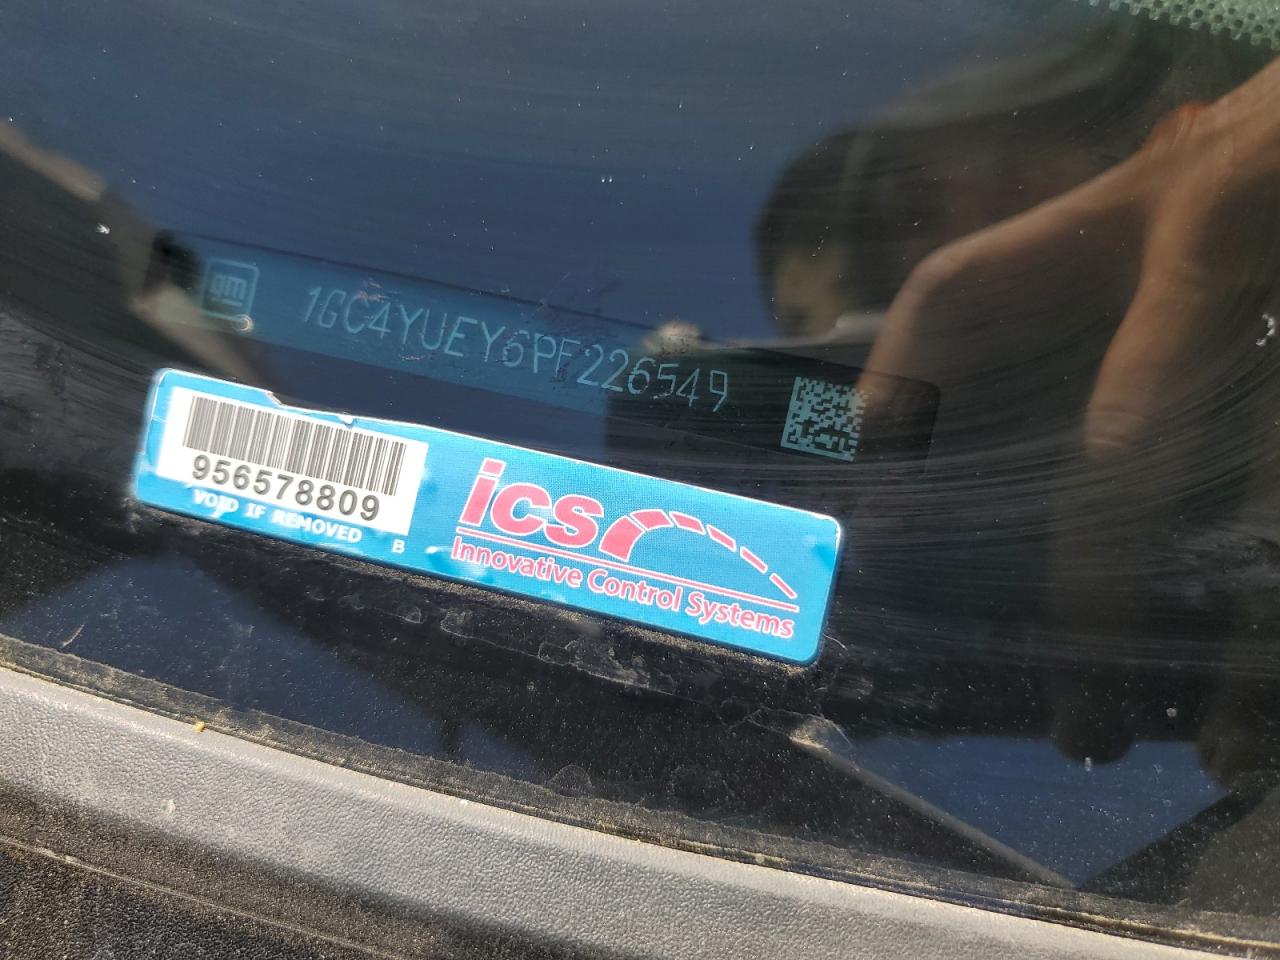 gm
1GC4YUEY6PF226549
956578809
VOID IF REMOVED B
ics
Innovative Control Systems